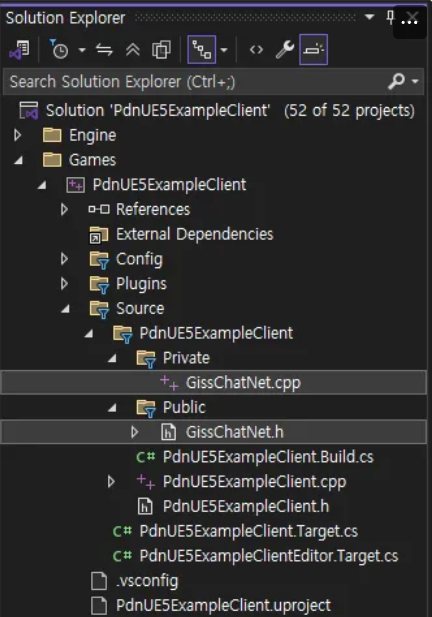 Solution Explorer
Search Solution Explorer (Ctrl+;)
Solution 'PdnUE5ExampleClient' (52 of 52 projects)
Engine
Games
PdnUE5ExampleClient
References
External Dependencies
Config
Plugins
Source
PdnUE5ExampleClient
Private
GissChatNet.cpp
Public
GissChatNet.h
PdnUE5ExampleClient.Build.cs
PdnUE5ExampleClient.cpp
PdnUE5ExampleClient.h
PdnUE5ExampleClient.Target.cs
PdnUE5ExampleClientEditor.Target.cs
.vsconfig
PdnUE5ExampleClient.uproject